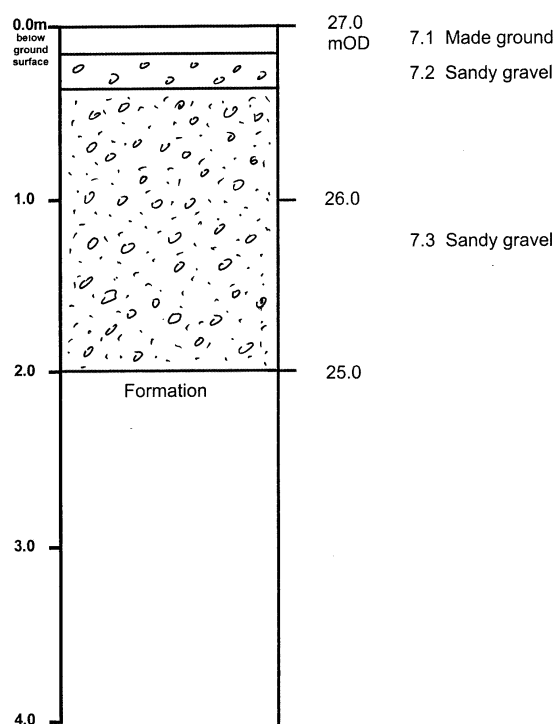 0.0m
below
ground
surface
27.0
mOD
7.1 Made ground
7.2 Sandy gravel
1.0
26.0
7.3 Sandy gravel
2.0
25.0
Formation
3.0
4.0